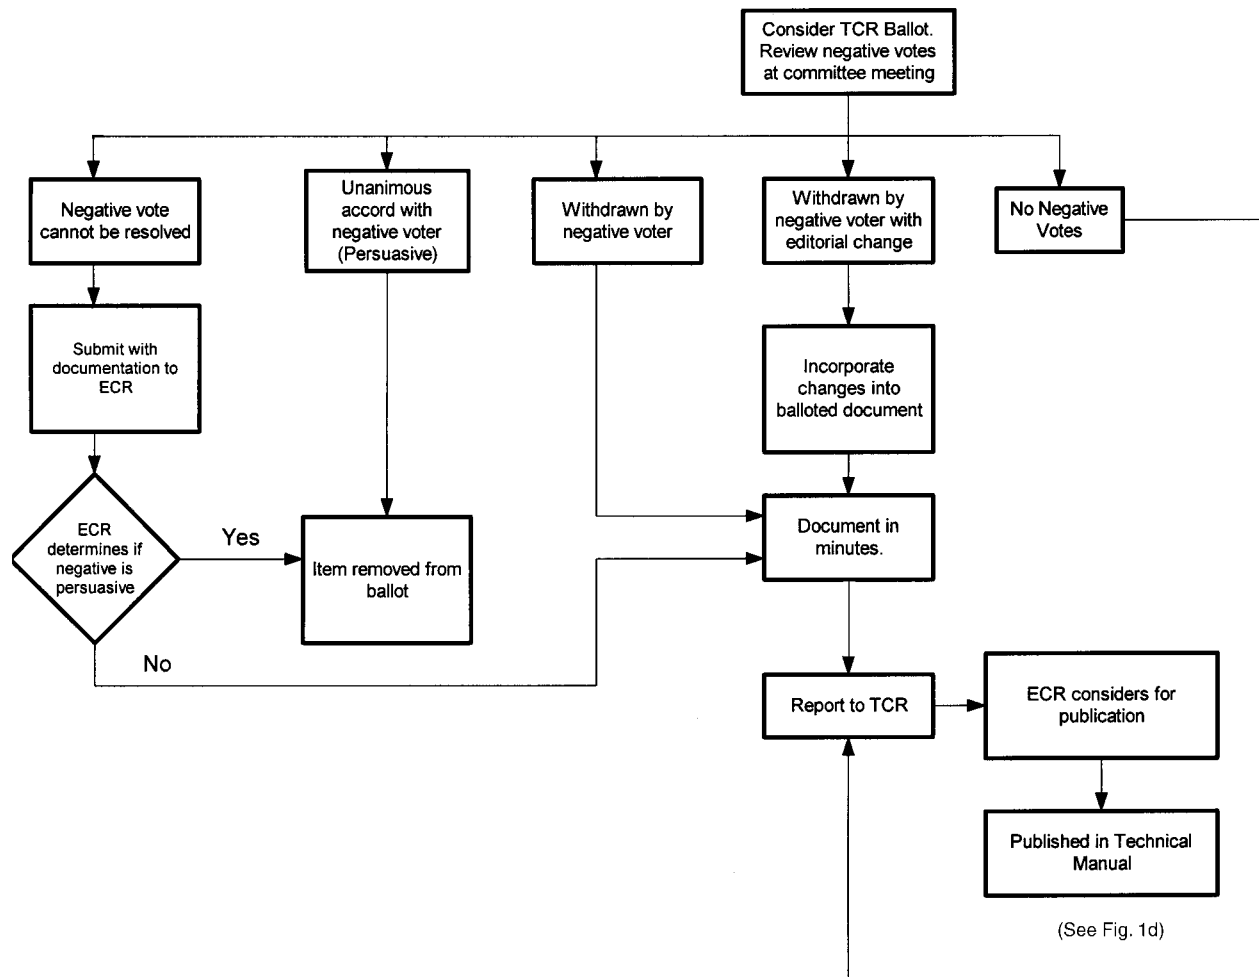 Consider TCR Ballot.
Review negative votes
at committee meeting
Negative vote
cannot be resolved
Unanimous
accord with
negative voter
(Persuasive)
Withdrawn by
negative voter
Withdrawn by
negative voter with
editorial change
No Negative
Votes
Submit with
documentation to
ECR
Incorporate
changes into
balloted document
ECR
determines if
negative is
persuasive
Yes
Item removed from
ballot
Document in
minutes.
No
Report to TCR
ECR considers for
publication
Published in Technical
Manual
(See Fig. 1d)